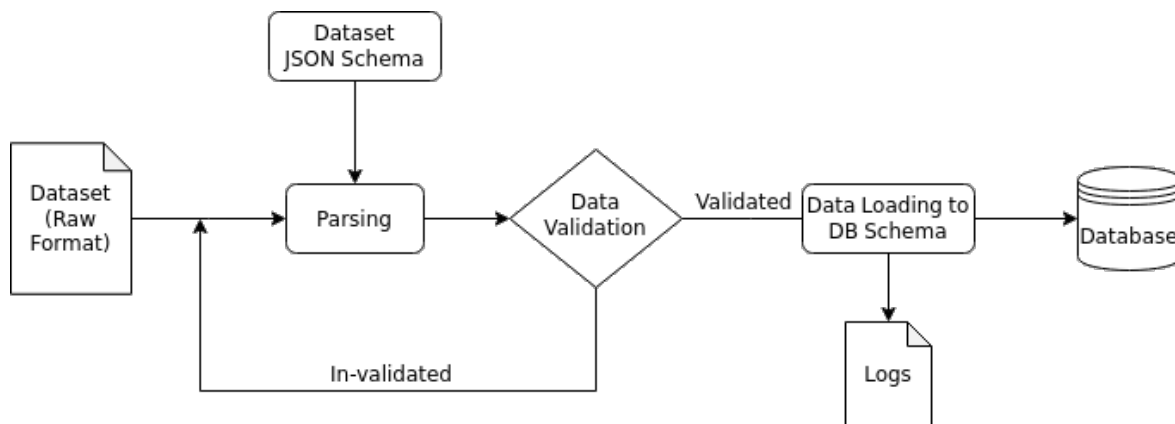 Dataset
JSON Schema
Dataset
(Raw
Format)
Parsing
Data
Validation
Validated
Data Loading to
DB Schema
Database
In-validated
Logs